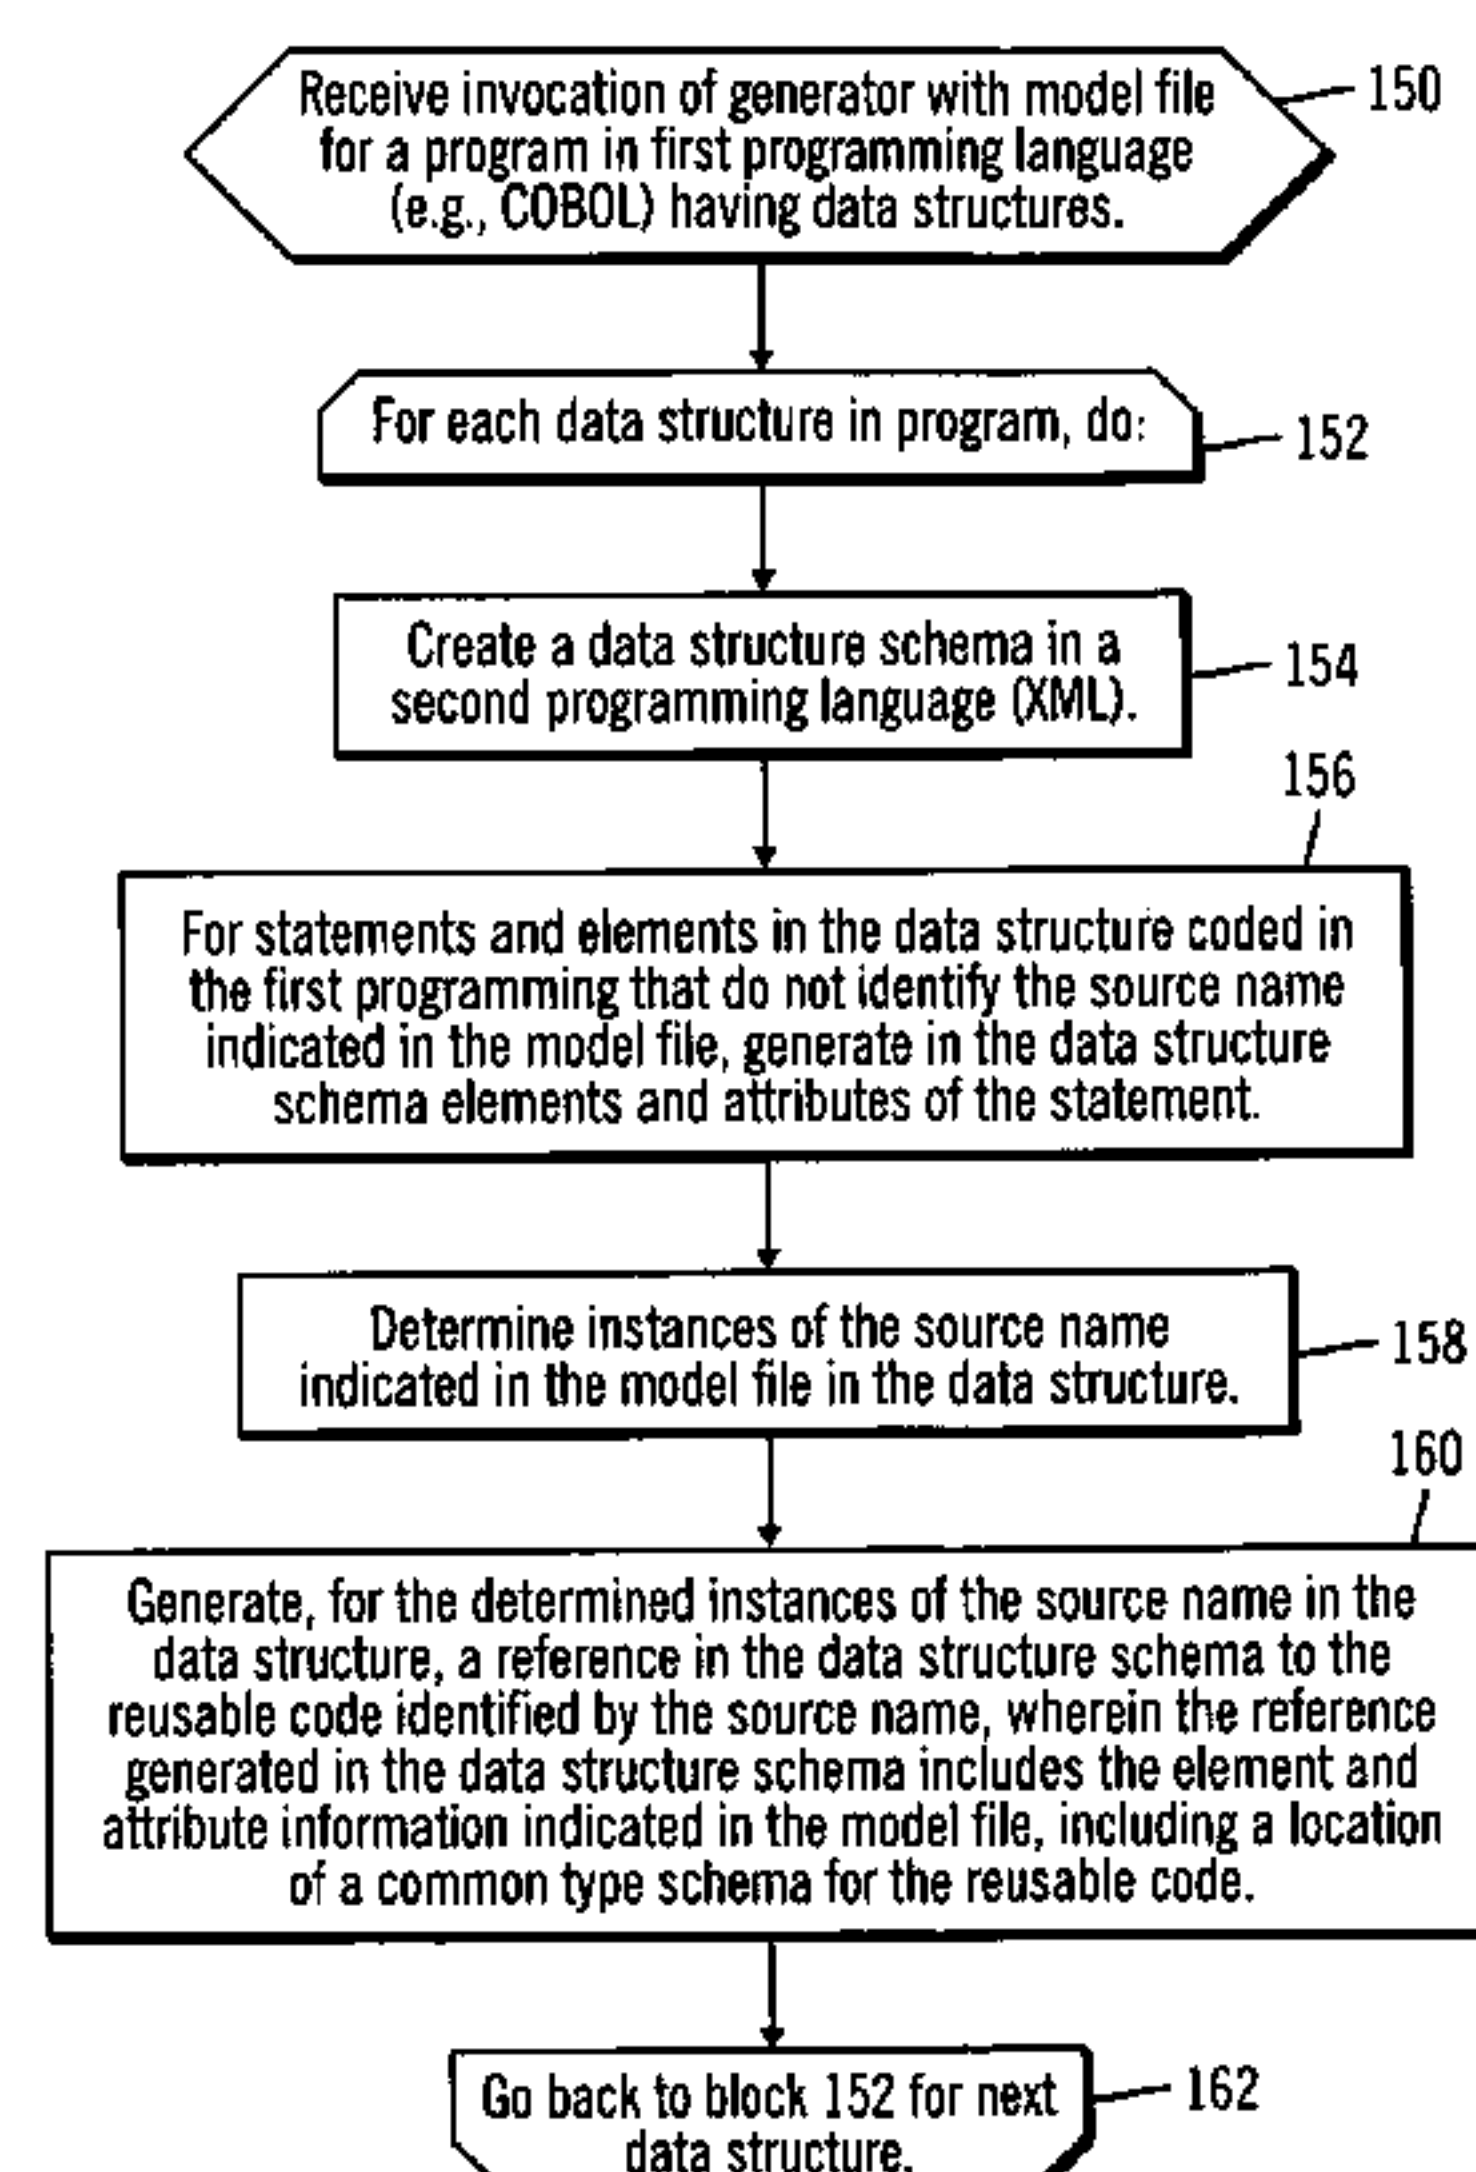 Receive invocation of generator with model file
for a program in first programming language
(e.g., COBOL) having data structures.
150
For each data structure in program, do:
152
Create a data structure schema in a
second programming language (XML).
154
156
For statements and elements in the data structure coded in
the first programming that do not identify the source name
indicated in the model file, generate in the data structure
schema elements and attributes of the statement.
Determine instances of the source name
indicated in the model file in the data structure.
158
160
Generate, for the determined instances of the source name in the
data structure, a reference in the data structure schema to the
reusable code identified by the source name, wherein the reference
generated in the data structure schema includes the element and
attribute information indicated in the model file, including a location
of a common type schema for the reusable code.
Go back to block 152 for next
data structure.
162